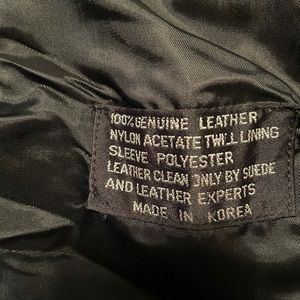 100% GENUINE LEATHER
NYLON ACETATE TWILL LINING
SLEEVE POLYESTER
LEATHER CLEAN ONLY BY SUEDE
AND LEATHER EXPERTS
MADE IN KOREA